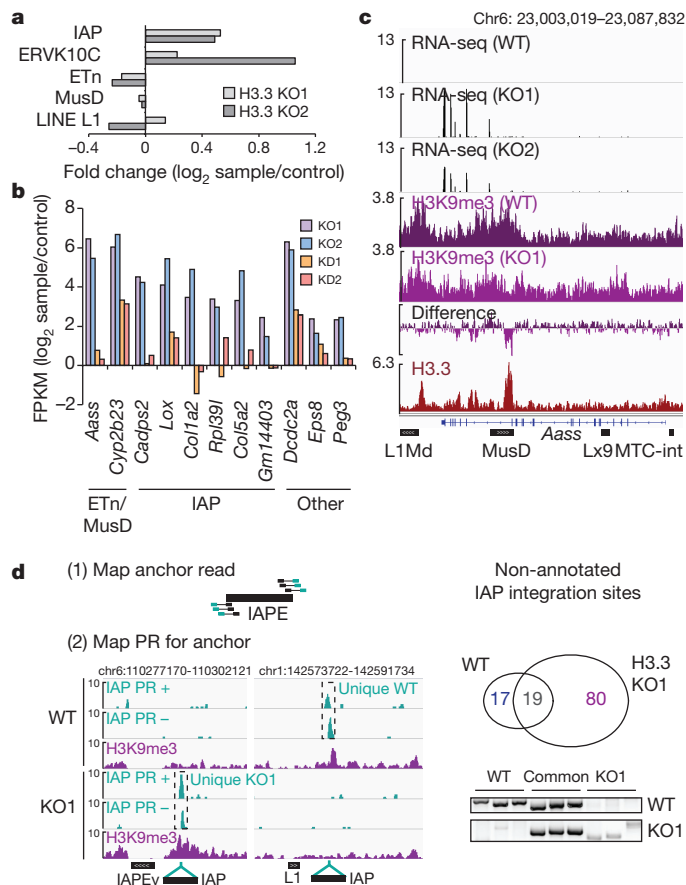 a
IAP
ERVK10C
ETn
MusD
LINE L1
H3.3 KO1
H3.3 KO2
–0.4 0 0.4 0.8 1.2
Fold change (log2 sample/control)
b
8
6
4
2
0
–2
FPKM (log2 sample/control)
KO1
KO2
KD1
KD2
Aass
Cyp2b23
Cadps2
Lox
Col1a2
Rpl39l
Col5a2
Gm14403
Dcdc2a
Eps8
Peg3
ETn/
MusD
IAP
Other
c
Chr6: 23,003,019–23,087,832
13
RNA-seq (WT)
13
RNA-seq (KO1)
13
RNA-seq (KO2)
3.8
H3K9me3 (WT)
3.8
H3K9me3 (KO1)
Difference
6.3
H3.3
<<<< >>>> Aass
L1Md MusD Lx9 MTC-int
d
(1) Map anchor read
IAPE
(2) Map PR for anchor
chr6:110277170-110302121 chr1:142573722-142591734
WT
10 IAP PR + Unique WT
IAP PR –
10 H3K9me3
KO1
10 IAP PR + Unique KO1
IAP PR –
10 H3K9me3
<<<< >>
IAPEv IAP L1 IAP
Non-annotated
IAP integration sites
WT
H3.3
KO1
17 19 80
WT Common KO1
WT
KO1